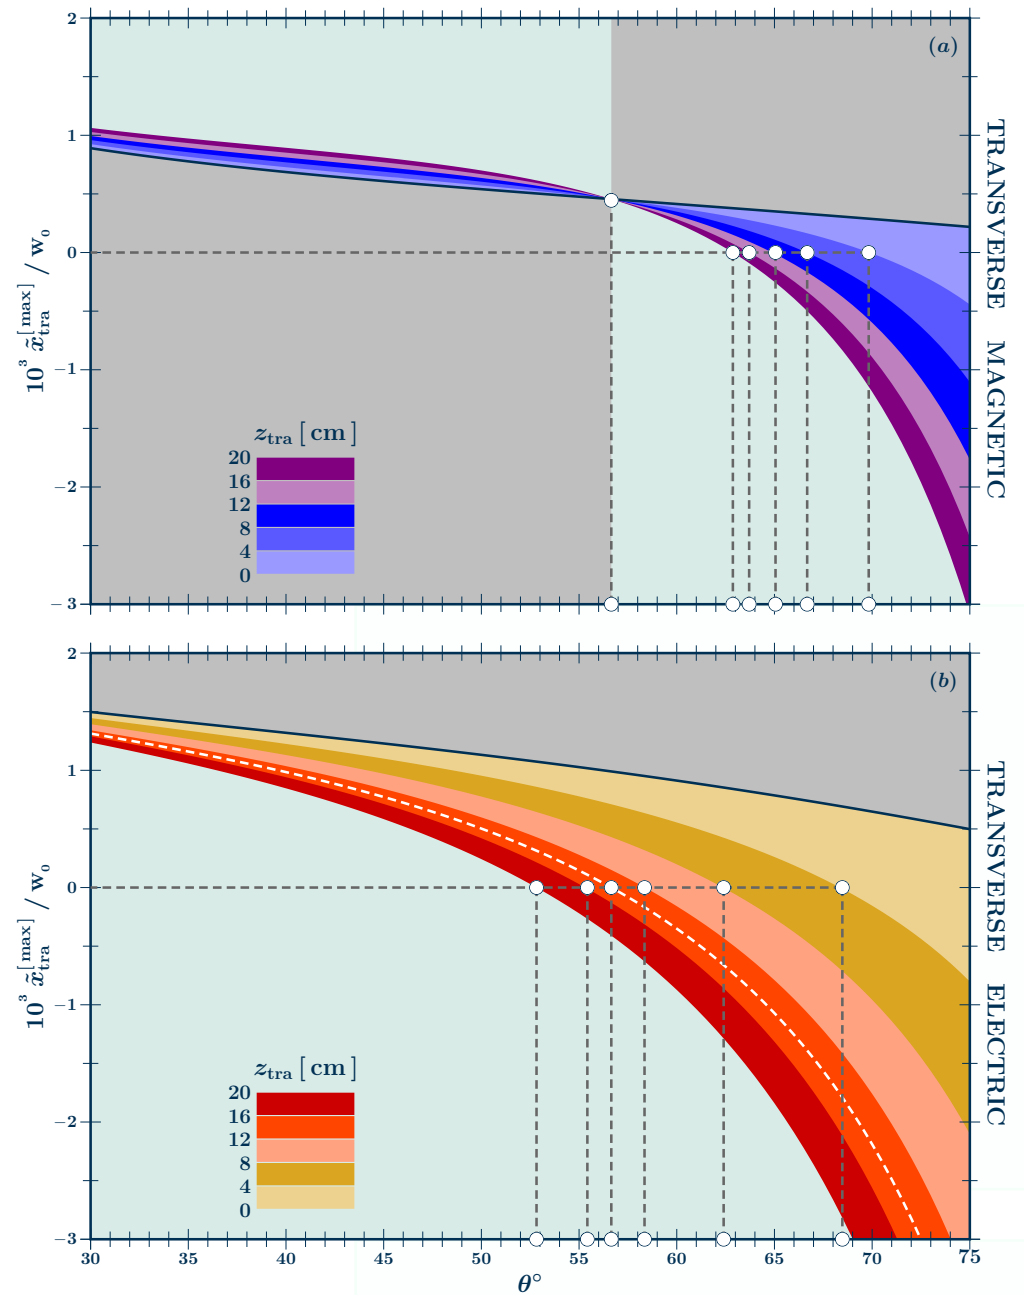 2
(a)
1
0
−1
−2
−3
10³ x̃tra[max] / w₀
ztra [cm]
20
16
12
8
4
0
TRANSVERSE MAGNETIC
2
(b)
1
0
−1
−2
−3
10³ x̃tra[max] / w₀
ztra [cm]
20
16
12
8
4
0
TRANSVERSE ELECTRIC
30 35 40 45 50 55 60 65 70 75
θ°